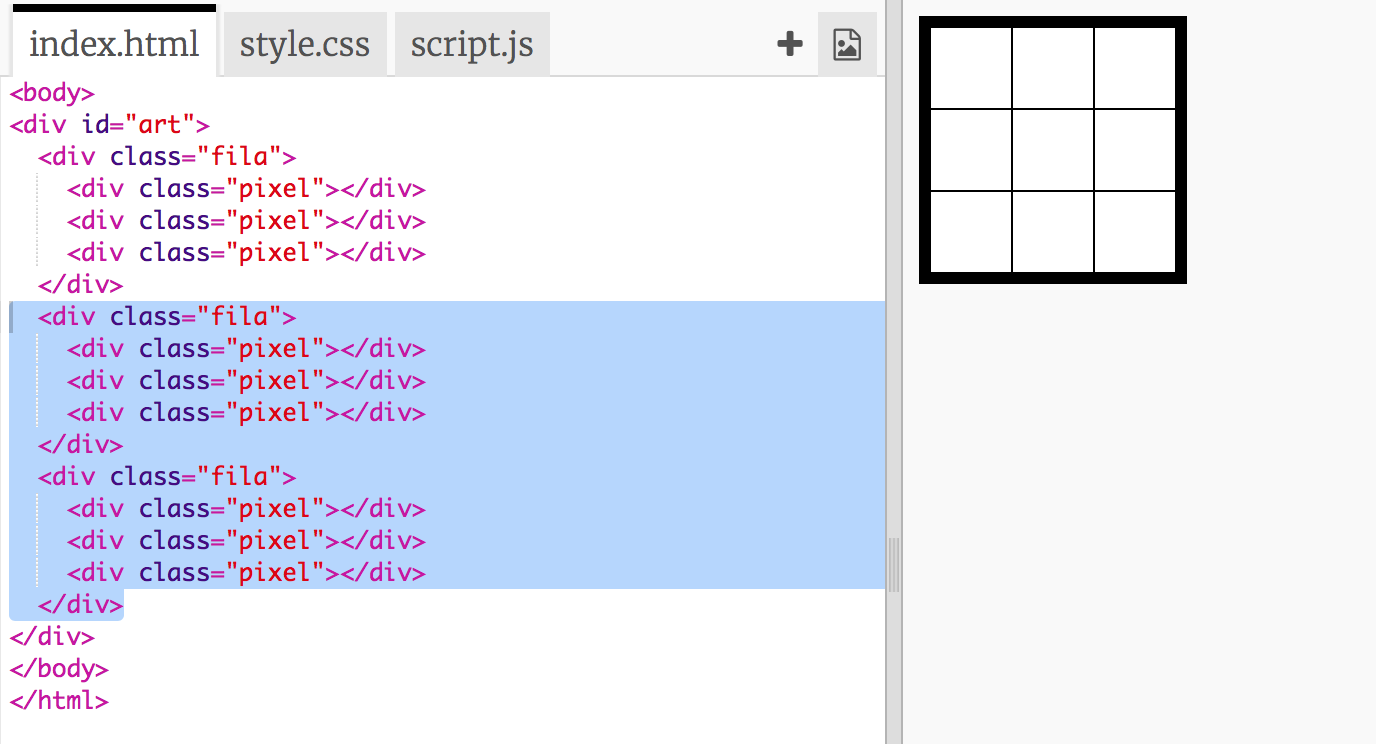 index.html style.css script.js
<body>
<div id="art">
  <div class="fila">
    <div class="pixel"></div>
    <div class="pixel"></div>
    <div class="pixel"></div>
  </div>
  <div class="fila">
    <div class="pixel"></div>
    <div class="pixel"></div>
    <div class="pixel"></div>
  </div>
  <div class="fila">
    <div class="pixel"></div>
    <div class="pixel"></div>
    <div class="pixel"></div>
  </div>
</div>
</body>
</html>